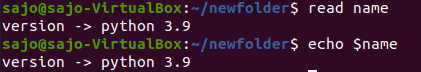 sajo@sajo-VirtualBox:~/newfolder$ read name
version -> python 3.9
sajo@sajo-VirtualBox:~/newfolder$ echo $name
version -> python 3.9